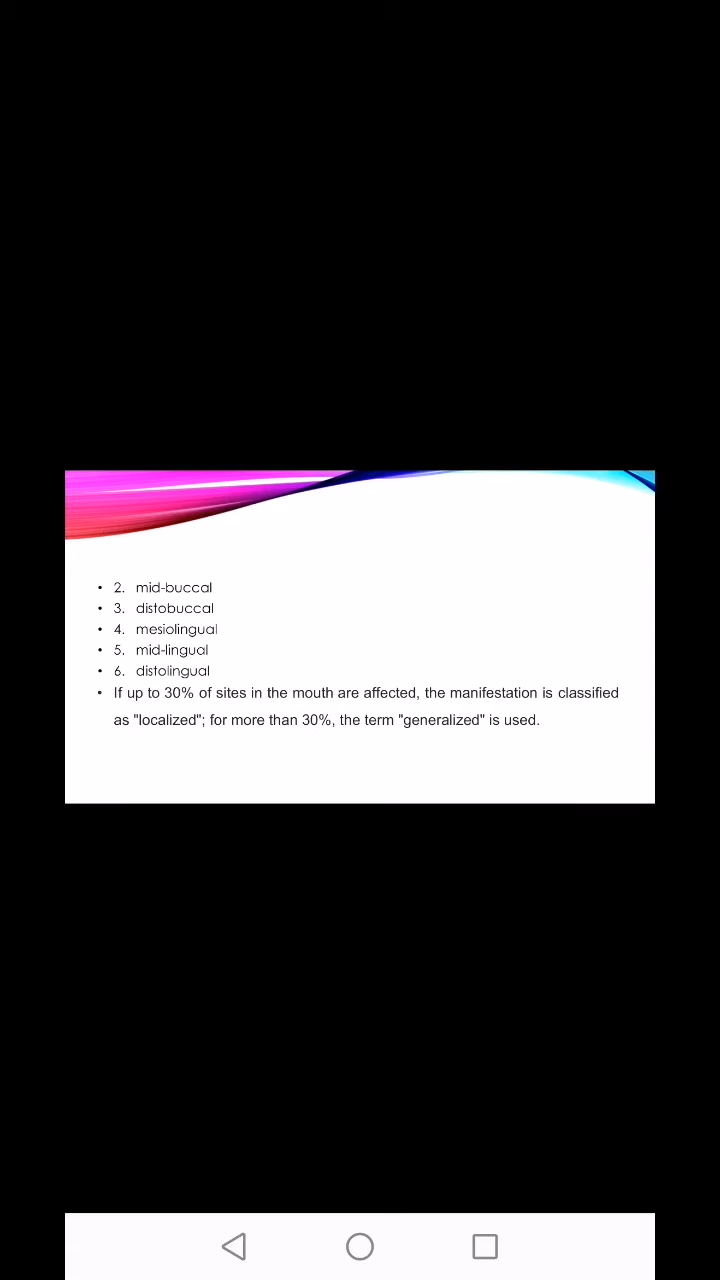 • 2. mid-buccal
• 3. distobuccal
• 4. mesiolingual
• 5. mid-lingual
• 6. distolingual
• If up to 30% of sites in the mouth are affected, the manifestation is classified
as "localized"; for more than 30%, the term "generalized" is used.